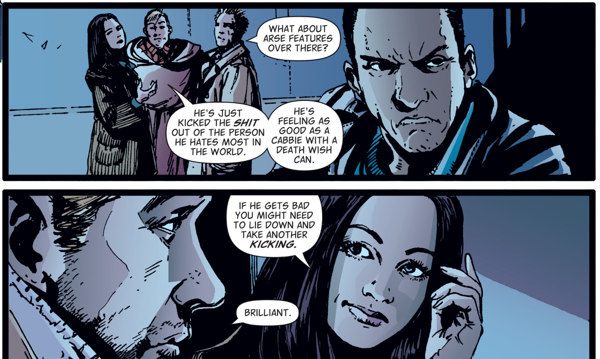 WHAT ABOUT
ARSE FEATURES
OVER THERE?
HE'S JUST
KICKED THE SHIT
OUT OF THE PERSON
HE HATES MOST IN
THE WORLD.
HE'S
FEELING AS
GOOD AS A
CABBIE WITH A
DEATH WISH
CAN.
IF HE GETS BAD
YOU MIGHT NEED
TO LIE DOWN AND
TAKE ANOTHER
KICKING.
BRILLIANT.